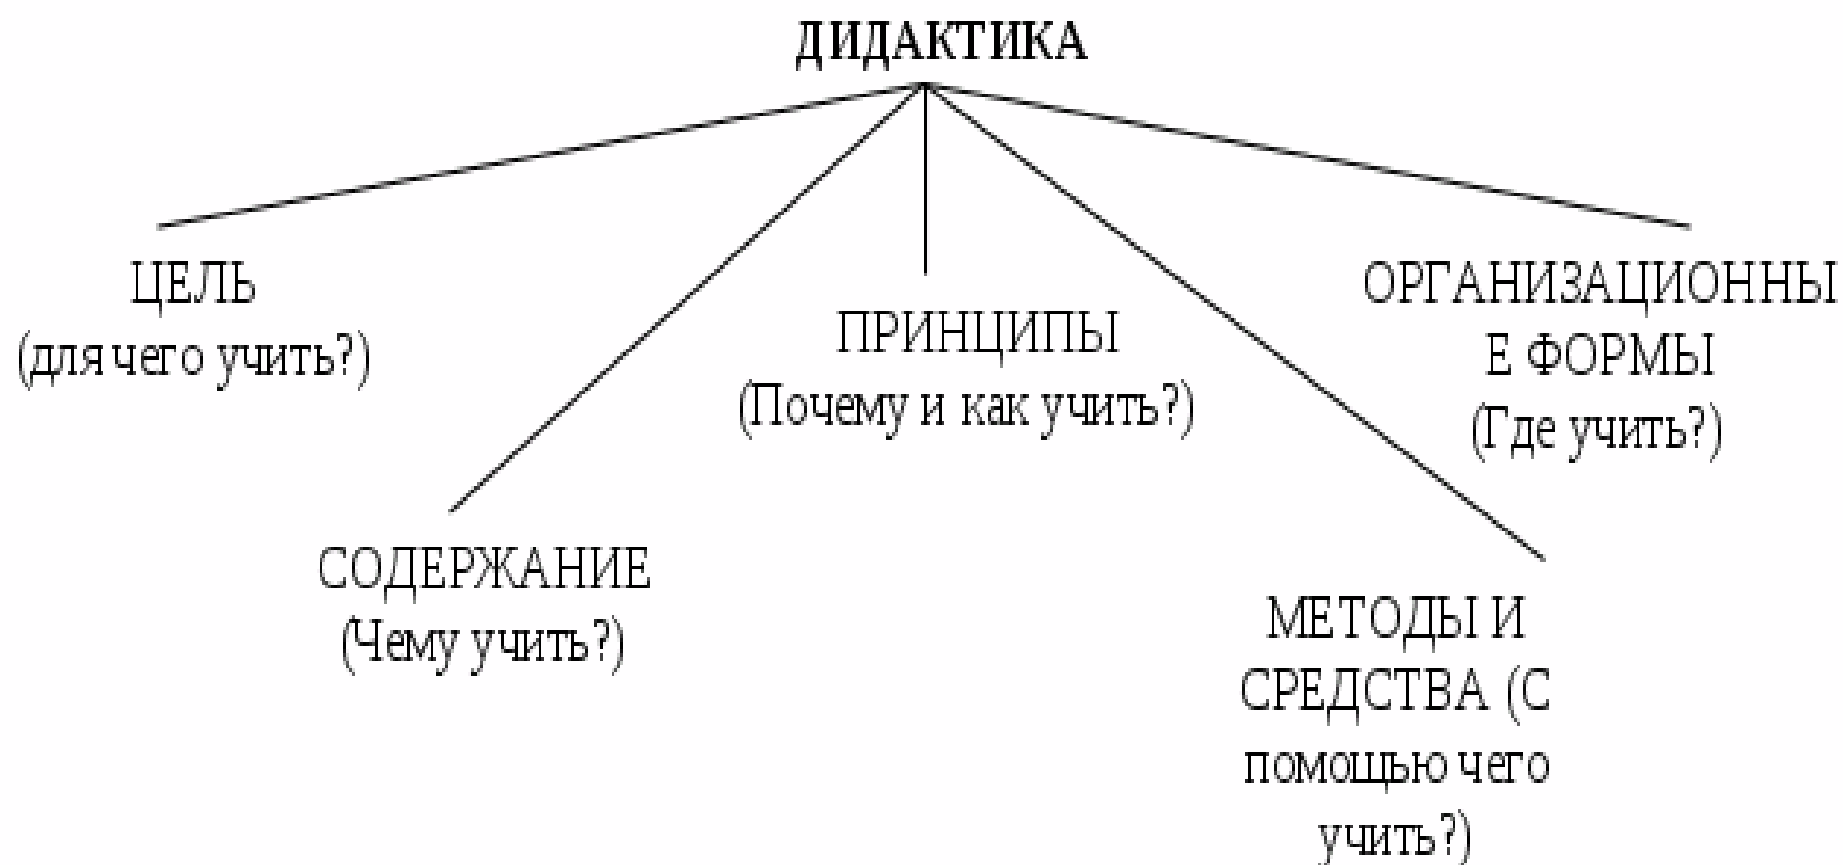 ДИДАКТИКА
ЦЕЛЬ
(для чего учить?)
СОДЕРЖАНИЕ
(Чему учить?)
ПРИНЦИПЫ
(Почему и как учить?)
МЕТОДЫ И
СРЕДСТВА (С
помощью чего
учить?)
ОРГАНИЗАЦИОННЫ
Е ФОРМЫ
(Где учить?)